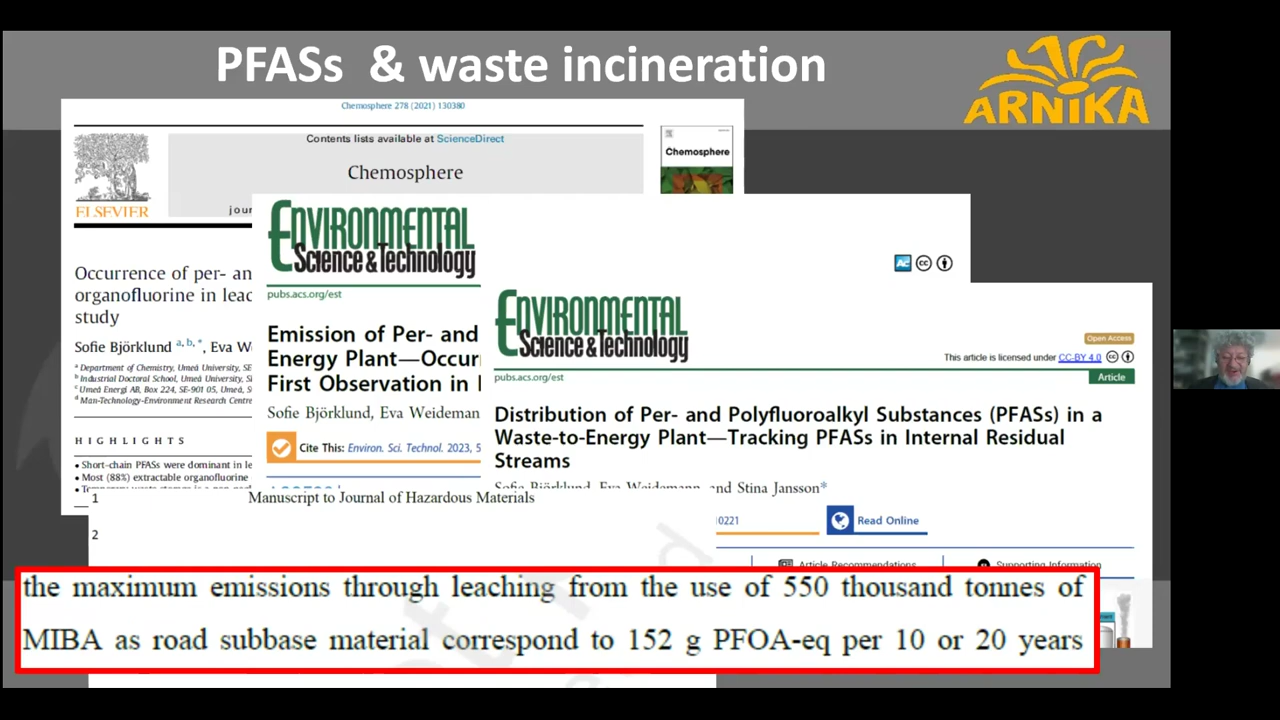 PFASs & waste incineration
ARNIKA
Chemosphere 278 (2021) 130380
Contents lists available at ScienceDirect
Chemosphere
jour
ELSEVIER
Chemosphere
Occurrence of per- an
organofluorine in leac
study
Sofie Björklund a, b, *, Eva We
a Department of Chemistry, Umeå University, SE
b Industrial Doctoral School, Umeå University, S
c Umeå Energi AB, Box 224, SE-901 05, Umeå, S
d Man-Technology-Environment Research Centre
HIGHLIGHTS
• Short-chain PFASs were dominant in le
• Most (88%) extractable organofluorine
ENVIRONMENTAL
Science & Technology
pubs.acs.org/est
Emission of Per- and
Energy Plant—Occur
First Observation in
Sofie Björklund, Eva Weideman
Cite This: Environ. Sci. Technol. 2023, 5
ENVIRONMENTAL
Science & Technology
pubs.acs.org/est
Open Access
This article is licensed under CC-BY 4.0
Article
Distribution of Per- and Polyfluoroalkyl Substances (PFASs) in a
Waste-to-Energy Plant—Tracking PFASs in Internal Residual
Streams
Sofie Björklund, Eva Weidemann, and Stina Jansson*
0221
Read Online
Article Recommendations
Supporting Information
1
Manuscript to Journal of Hazardous Materials
2
the maximum emissions through leaching from the use of 550 thousand tonnes of
MIBA as road subbase material correspond to 152 g PFOA-eq per 10 or 20 years